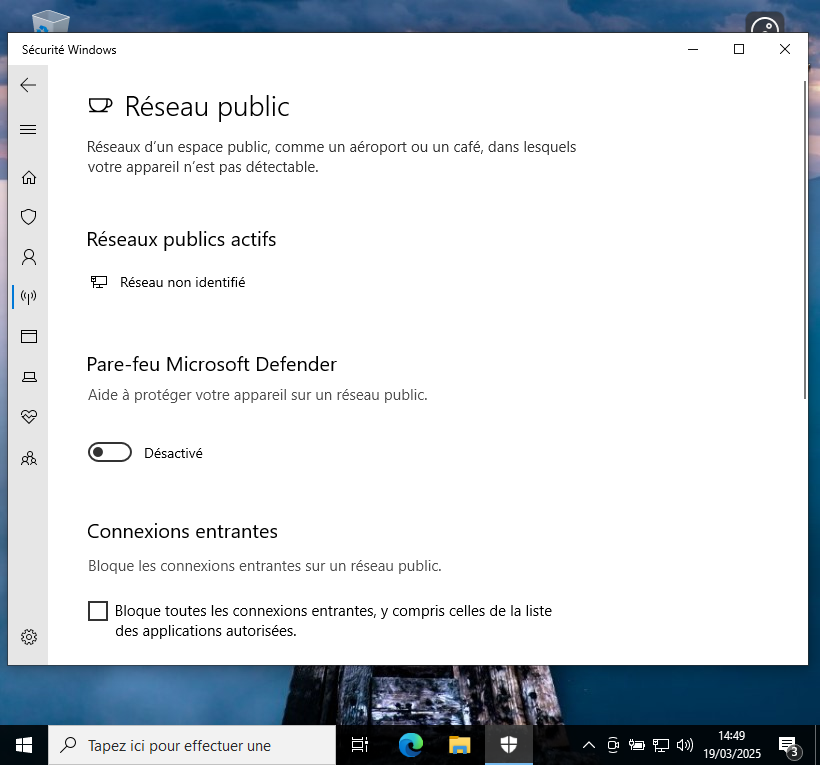 Sécurité Windows
Réseau public
Réseaux d’un espace public, comme un aéroport ou un café, dans lesquels
votre appareil n’est pas détectable.
Réseaux publics actifs
Réseau non identifié
Pare-feu Microsoft Defender
Aide à protéger votre appareil sur un réseau public.
Désactivé
Connexions entrantes
Bloque les connexions entrantes sur un réseau public.
Bloque toutes les connexions entrantes, y compris celles de la liste
des applications autorisées.
Tapez ici pour effectuer une
14:49
19/03/2025
3